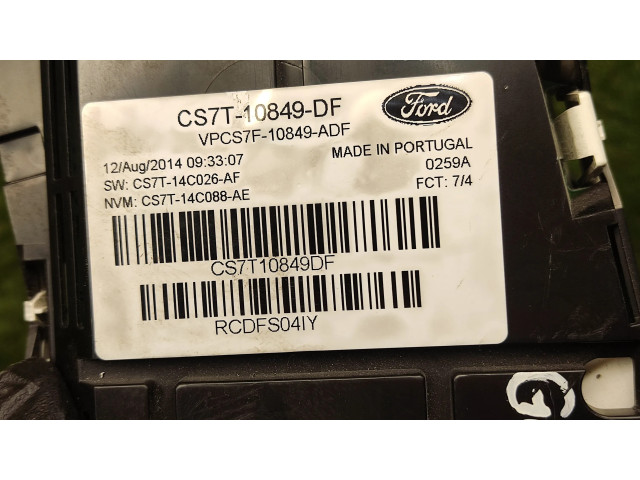 CS7T-10849-DF
Ford
VPCS7F-10849-ADF
12/Aug/2014 09:33:07
MADE IN PORTUGAL
SW: CS7T-14C026-AF
0259A
NVM: CS7T-14C088-AE
FCT: 7/4
CS7T10849DF
RCDFS04IY